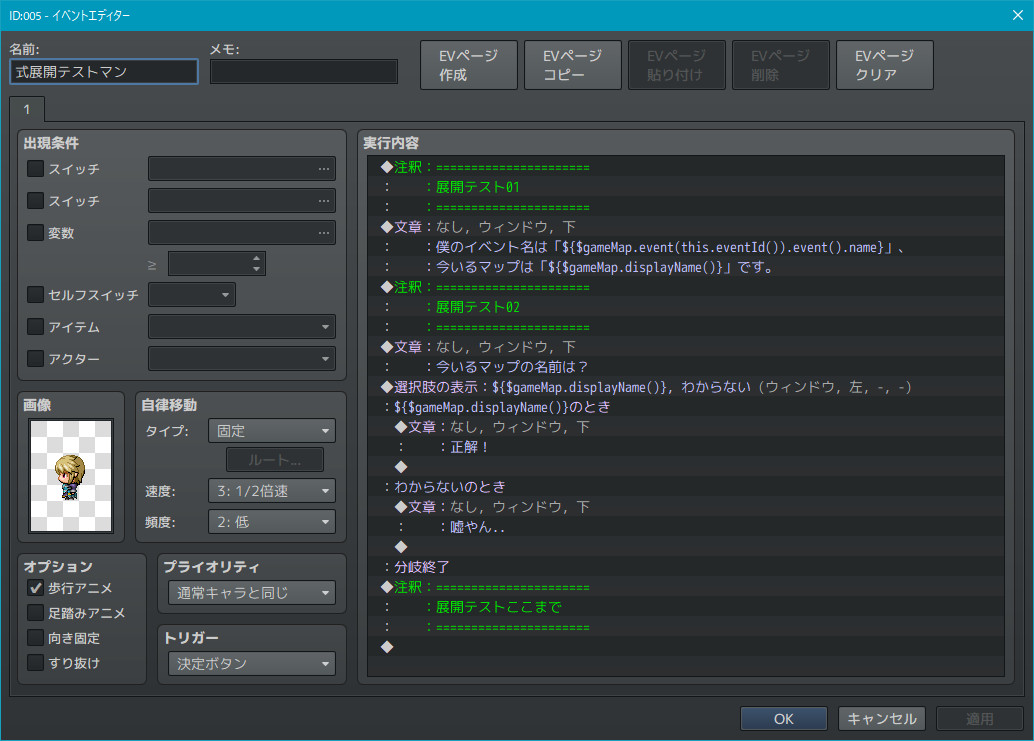 ID:005 - イベントエディター
名前:
メモ:
式展開テストマン
EVページ
作成
EVページ
コピー
EVページ
貼り付け
EVページ
削除
EVページ
クリア
1
出現条件
スイッチ
...
スイッチ
...
変数
...
≥
セルフスイッチ
アイテム
アクター
画像
自律移動
タイプ: 固定
ルート...
速度: 3: 1/2倍速
頻度: 2: 低
オプション
歩行アニメ
足踏みアニメ
向き固定
すり抜け
プライオリティ
通常キャラと同じ
トリガー
決定ボタン
実行内容
◆注釈：======================
：　　：展開テスト01
：　　：======================
◆文章：なし, ウィンドウ, 下
：　　：僕のイベント名は「${$gameMap.event(this.eventId()).event().name}」、
：　　：今いるマップは「${$gameMap.displayName()}」です。
◆注釈：======================
：　　：展開テスト02
：　　：======================
◆文章：なし, ウィンドウ, 下
：　　：今いるマップの名前は？
◆選択肢の表示：${$gameMap.displayName()}, わからない (ウィンドウ, 左, -, -)
：${$gameMap.displayName()}のとき
◆文章：なし, ウィンドウ, 下
：　　：正解！
◆
：わからないのとき
◆文章：なし, ウィンドウ, 下
：　　：嘘やん..
◆
：分岐終了
◆注釈：======================
：　　：展開テストここまで
：　　：======================
◆
OK
キャンセル
適用